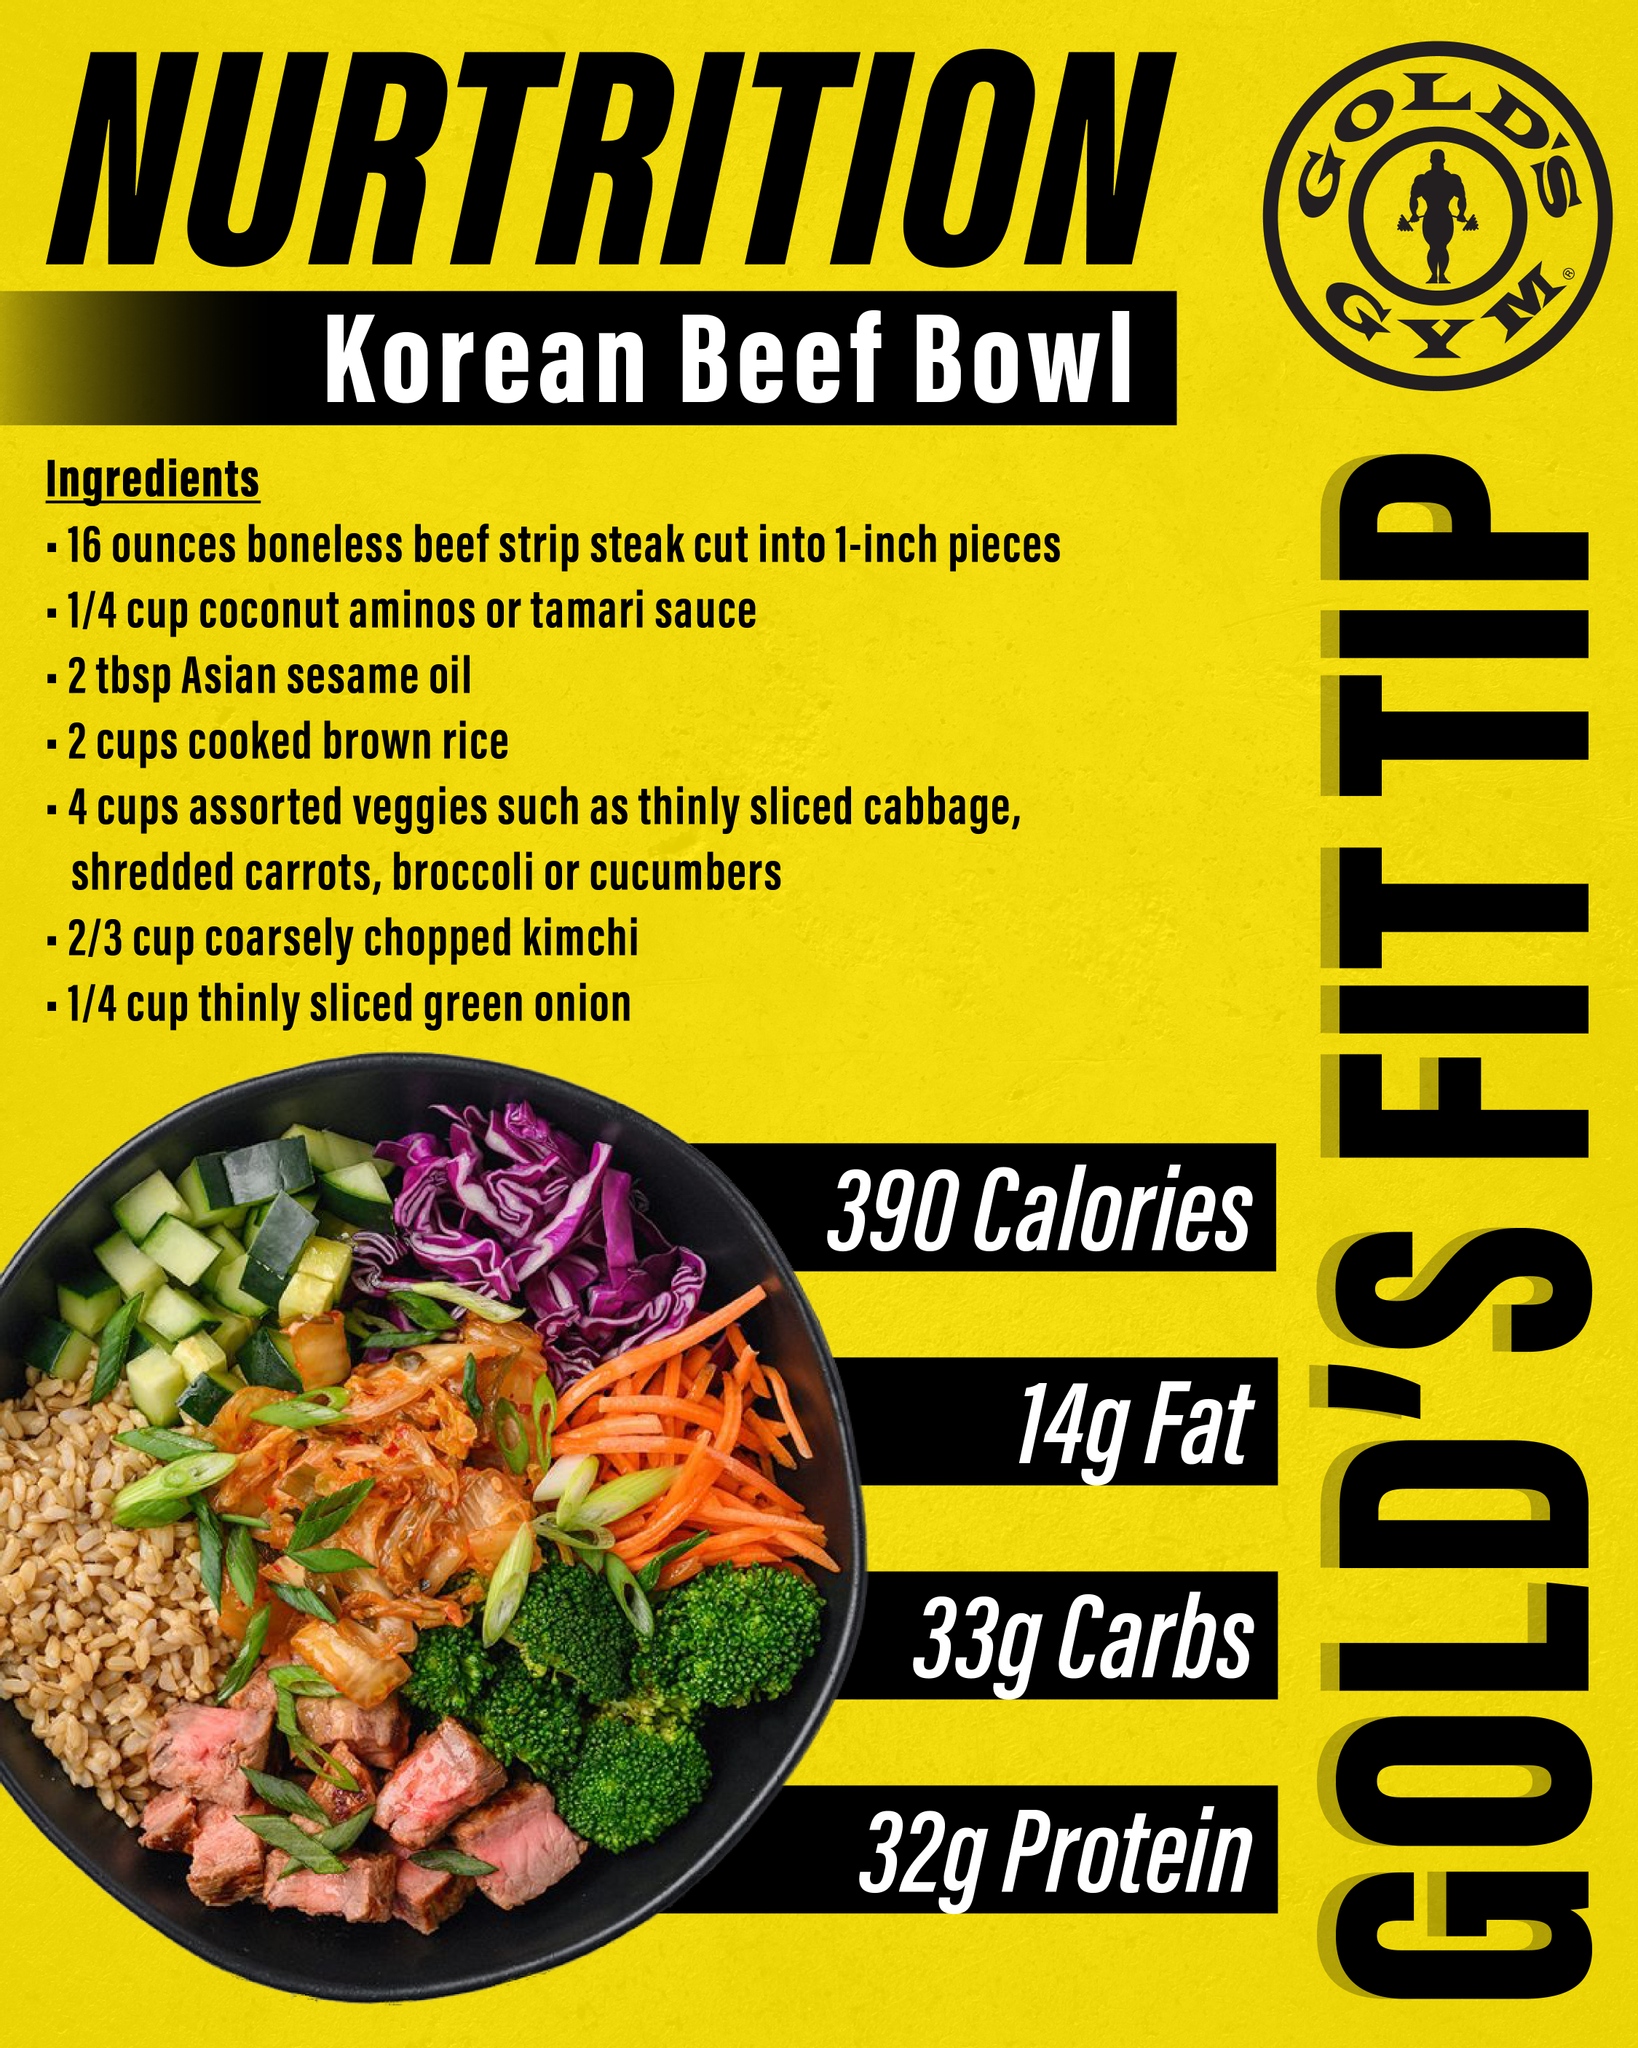 NURTRITION
Korean Beef Bowl
GOLD'S
GYM®
Ingredients
▪ 16 ounces boneless beef strip steak cut into 1-inch pieces
▪ 1/4 cup coconut aminos or tamari sauce
▪ 2 tbsp Asian sesame oil
▪ 2 cups cooked brown rice
▪ 4 cups assorted veggies such as thinly sliced cabbage,
shredded carrots, broccoli or cucumbers
▪ 2/3 cup coarsely chopped kimchi
▪ 1/4 cup thinly sliced green onion
390 Calories
14g Fat
33g Carbs
32g Protein
GOLD'S FIT TIP